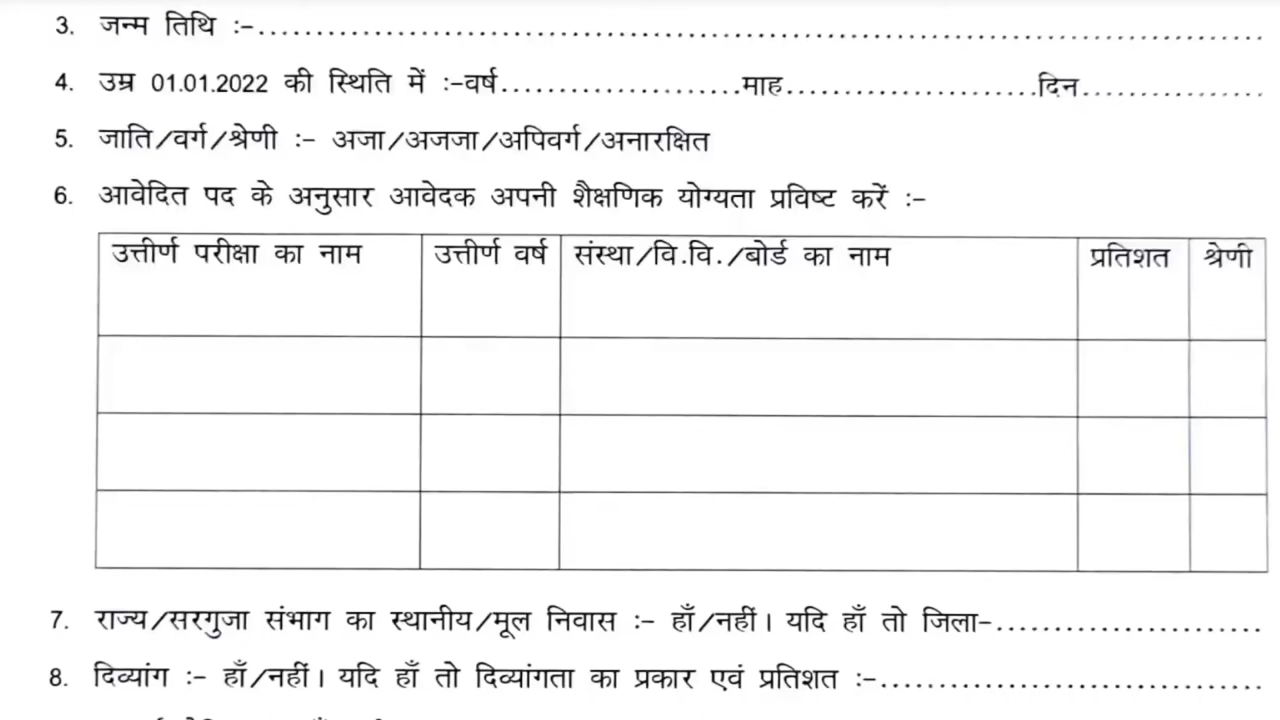 3. जन्म तिथि :–..........................................................................................
4. उम्र 01.01.2022 की स्थिति में :–वर्ष.....................माह......................दिन................
5. जाति/वर्ग/श्रेणी :– अजा/अजजा/अपिवर्ग/अनारक्षित
6. आवेदित पद के अनुसार आवेदक अपनी शैक्षणिक योग्यता प्रविष्ट करें :–
उत्तीर्ण परीक्षा का नाम उत्तीर्ण वर्ष संस्था/वि.वि./बोर्ड का नाम प्रतिशत श्रेणी
7. राज्य/सरगुजा संभाग का स्थानीय/मूल निवास :– हाँ/नहीं। यदि हाँ तो जिला–........................
8. दिव्यांग :– हाँ/नहीं। यदि हाँ तो दिव्यांगता का प्रकार एवं प्रतिशत :–..................................